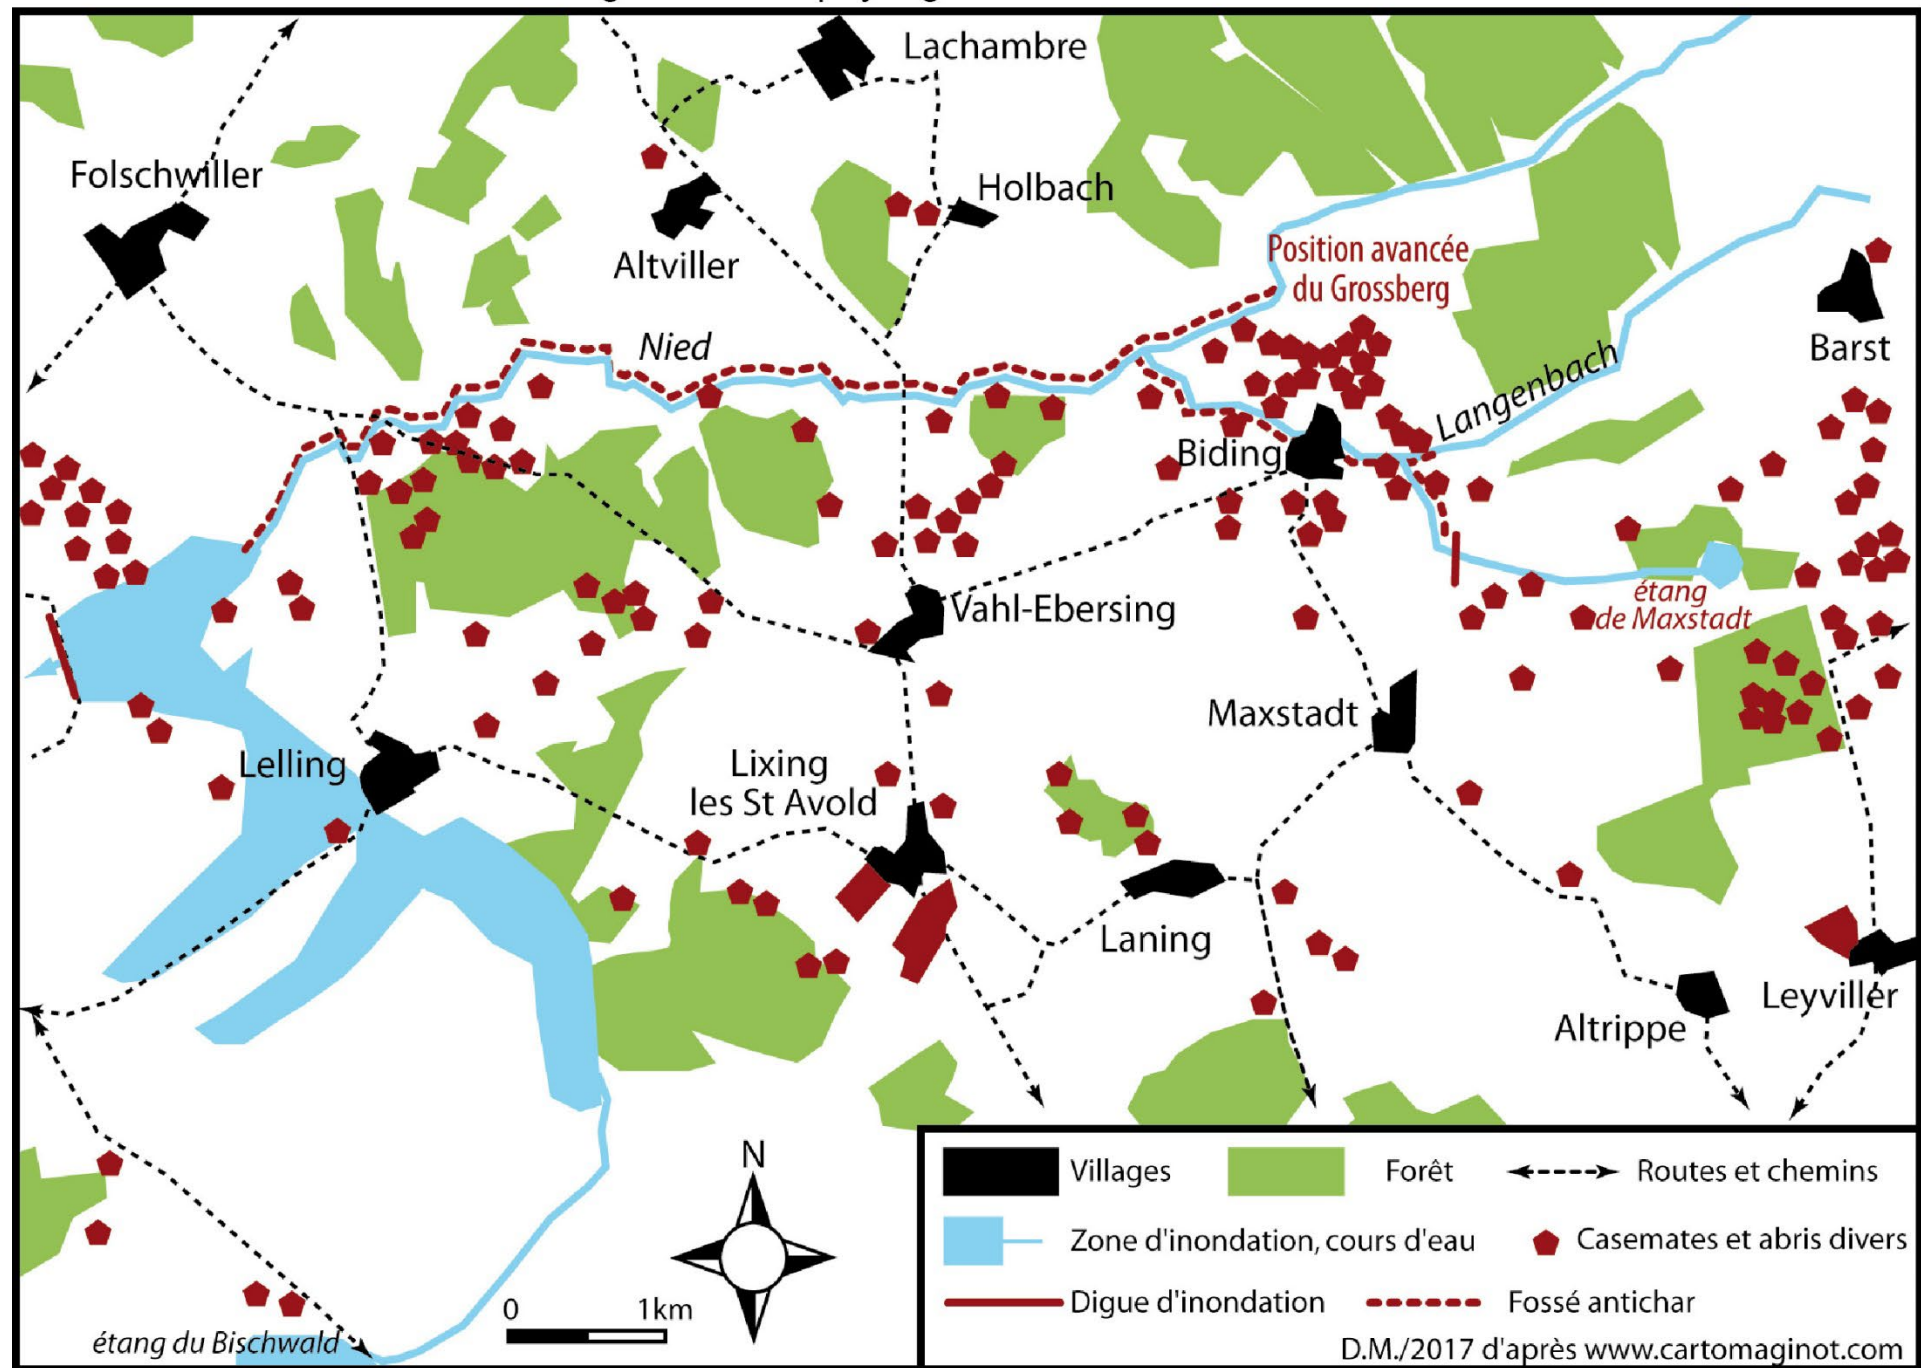 Lachambre
Folschwiller
Holbach
Altviller
Position avancée
du Grossberg
Nied
Barst
Langenbach
Biding
Vahl-Ebersing
étang
de Maxstadt
Maxstadt
Lelling
Lixing
les St Avold
Laning
Leyviller
Altrippe
N
Villages
Forêt
Routes et chemins
Zone d'inondation, cours d'eau
Casemates et abris divers
Digue d'inondation
Fossé antichar
0 1km
étang du Bischwald
D.M./2017 d'après www.cartomaginot.com